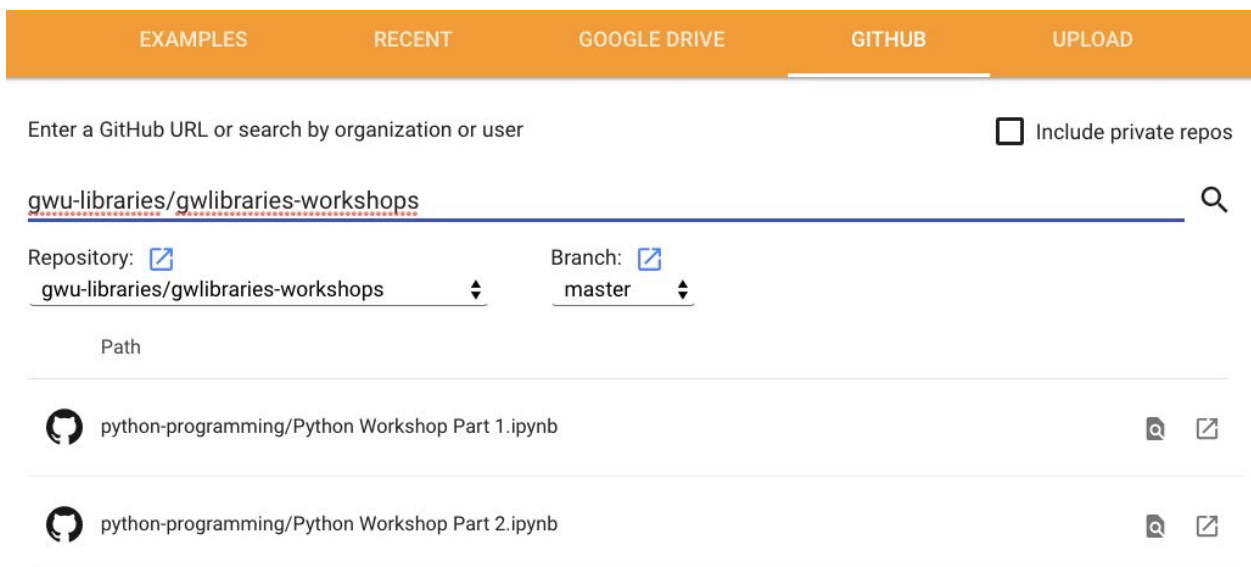 EXAMPLES RECENT GOOGLE DRIVE GITHUB UPLOAD
Enter a GitHub URL or search by organization or user Include private repos
gwu-libraries/gwlibraries-workshops
Repository: Branch:
gwu-libraries/gwlibraries-workshops master
Path
python-programming/Python Workshop Part 1.ipynb
python-programming/Python Workshop Part 2.ipynb